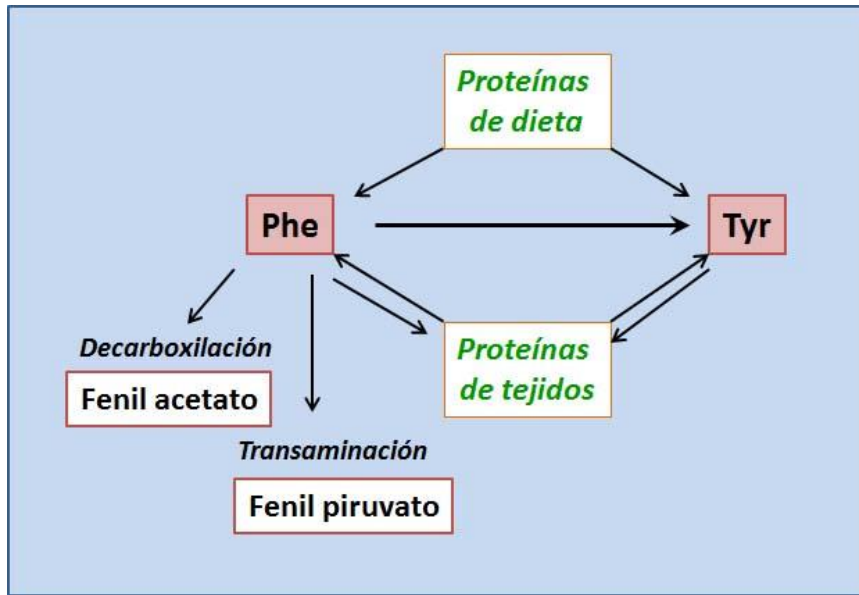 Proteínas
de dieta
Phe
Tyr
Decarboxilación
Fenil acetato
Proteínas
de tejidos
Transaminación
Fenil piruvato